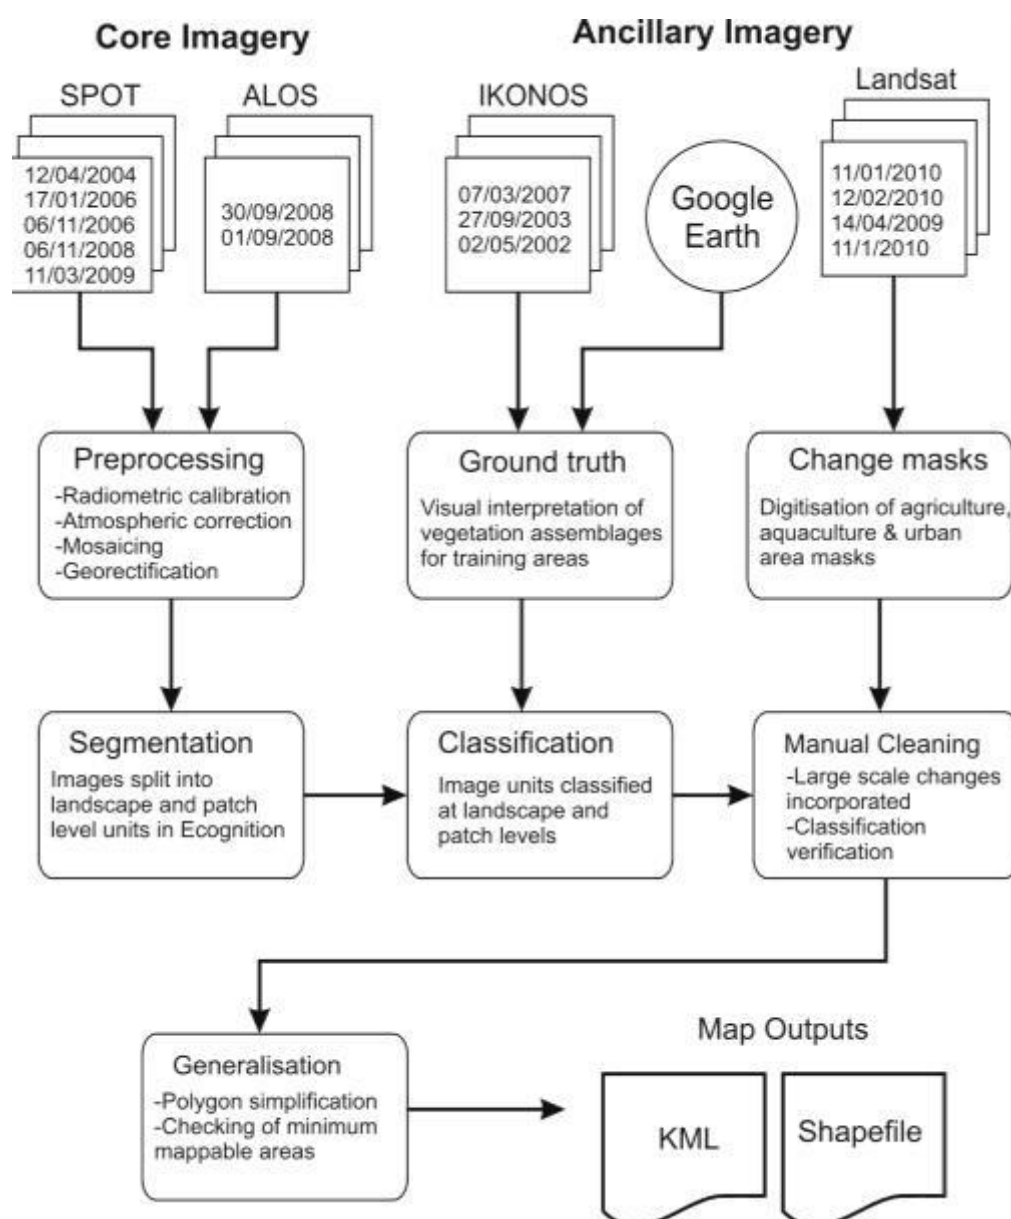 Core Imagery
Ancillary Imagery
SPOT
ALOS
IKONOS
Landsat
12/04/2004
17/01/2006
06/11/2006
06/11/2008
11/03/2009
30/09/2008
01/09/2008
07/03/2007
27/09/2003
02/05/2002
Google
Earth
11/01/2010
12/02/2010
14/04/2009
11/1/2010
Preprocessing
-Radiometric calibration
-Atmospheric correction
-Mosaicing
-Georectification
Ground truth
Visual interpretation of
vegetation assemblages
for training areas
Change masks
Digitisation of agriculture,
aquaculture & urban
area masks
Segmentation
Images split into
landscape and patch
level units in Ecognition
Classification
Image units classified
at landscape and
patch levels
Manual Cleaning
-Large scale changes
incorporated
-Classification
verification
Generalisation
-Polygon simplification
-Checking of minimum
mappable areas
Map Outputs
KML
Shapefile